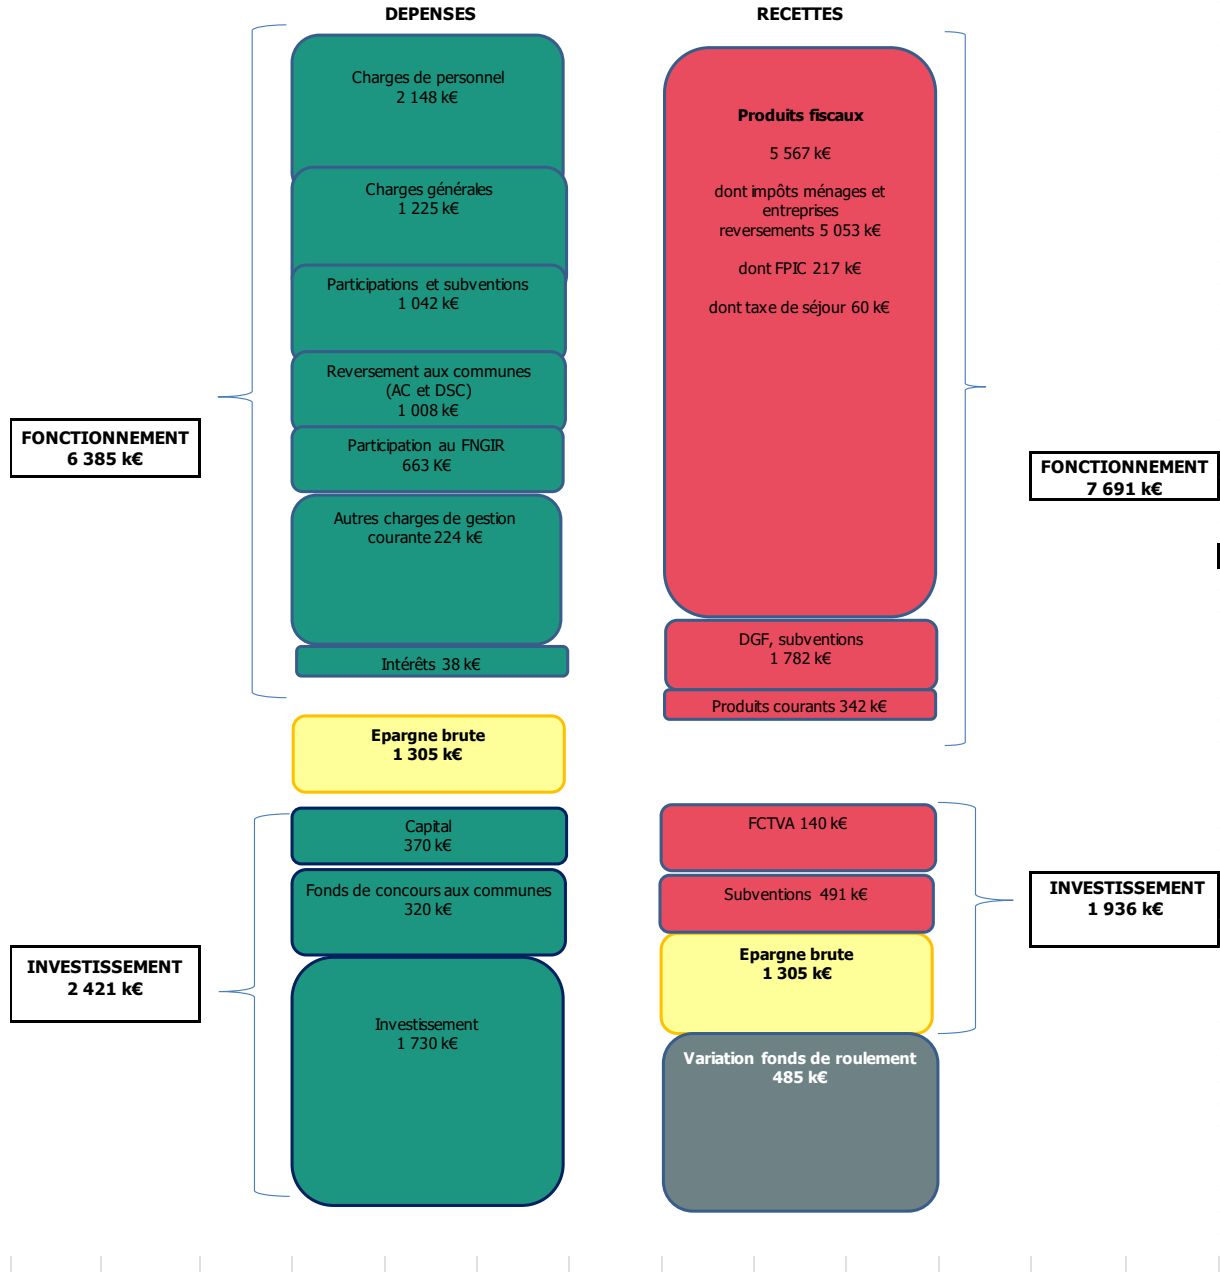 DEPENSES
RECETTES
Charges de personnel
2 148 k€
Charges générales
1 225 k€
Participations et subventions
1 042 k€
Reversement aux communes
(AC et DSC)
1 008 k€
Participation au FNGIR
663 K€
Autres charges de gestion
courante 224 k€
Intérêts 38 k€
FONCTIONNEMENT
6 385 k€
Produits fiscaux
5 567 k€
dont impôts ménages et
entreprises
reversements 5 053 k€
dont FPIC 217 k€
dont taxe de séjour 60 k€
DGF, subventions
1 782 k€
Produits courants 342 k€
FONCTIONNEMENT
7 691 k€
Epargne brute
1 305 k€
Capital
370 k€
Fonds de concours aux communes
320 k€
Investissement
1 730 k€
INVESTISSEMENT
2 421 k€
FCTVA 140 k€
Subventions 491 k€
Epargne brute
1 305 k€
Variation fonds de roulement
485 k€
INVESTISSEMENT
1 936 k€